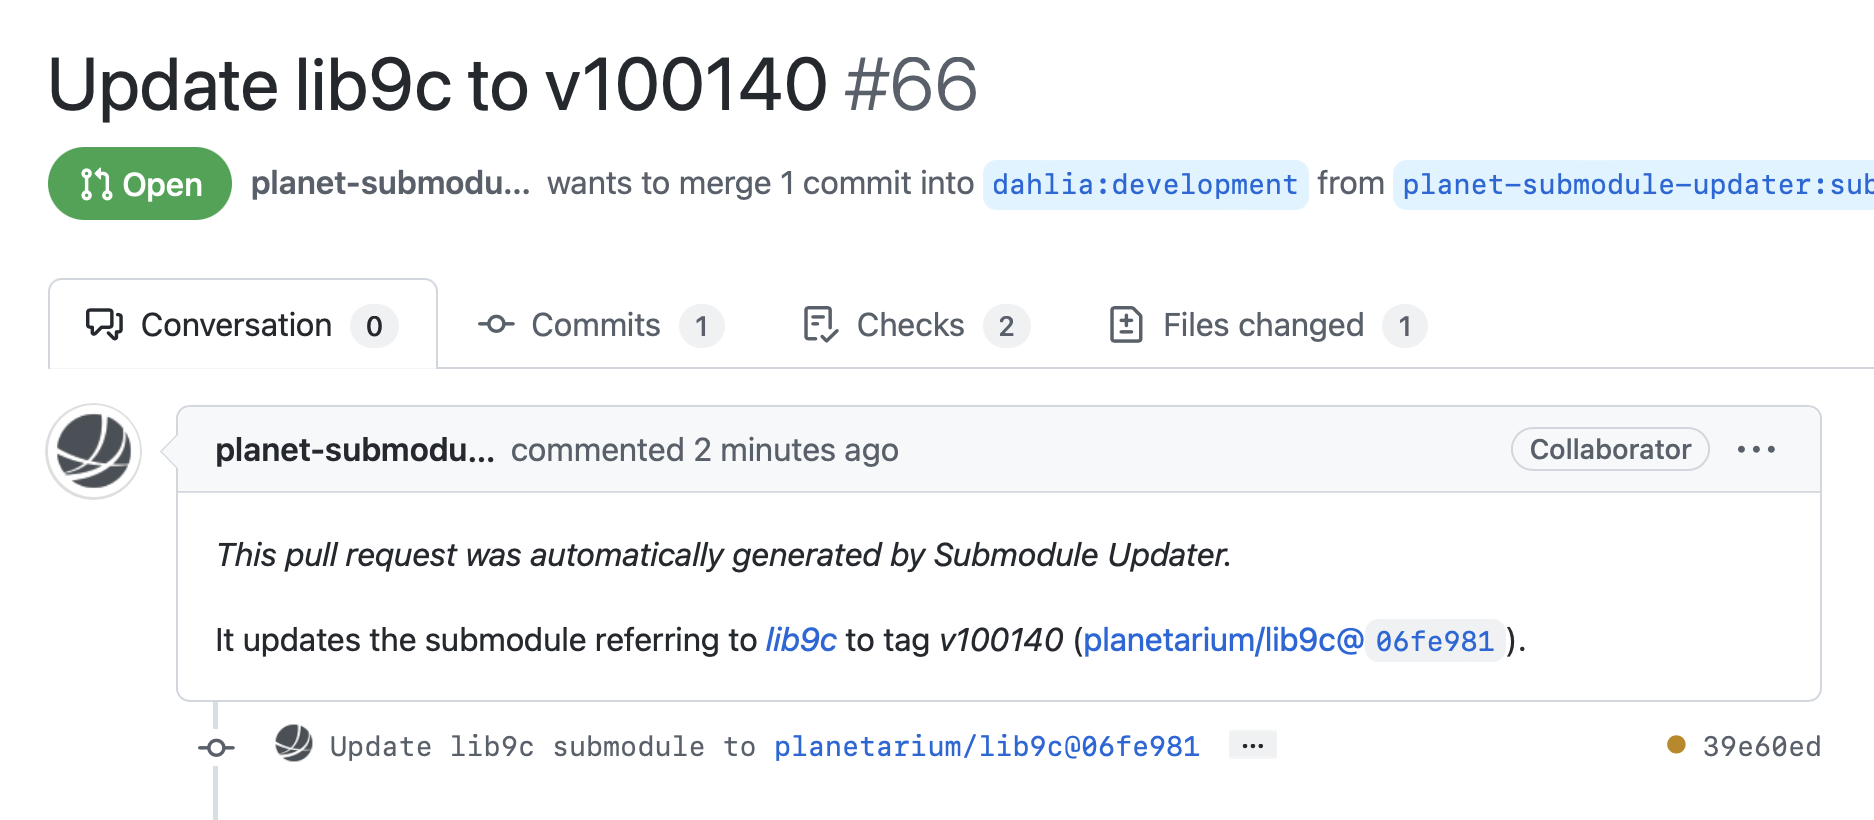 Update lib9c to v100140 #66
Open planet-submodu... wants to merge 1 commit into dahlia:development from planet-submodule-updater:sub
Conversation 0 Commits 1 Checks 2 Files changed 1
planet-submodu... commented 2 minutes ago Collaborator ...
This pull request was automatically generated by Submodule Updater.
It updates the submodule referring to lib9c to tag v100140 (planetarium/lib9c@06fe981).
Update lib9c submodule to planetarium/lib9c@06fe981 ... 39e60ed